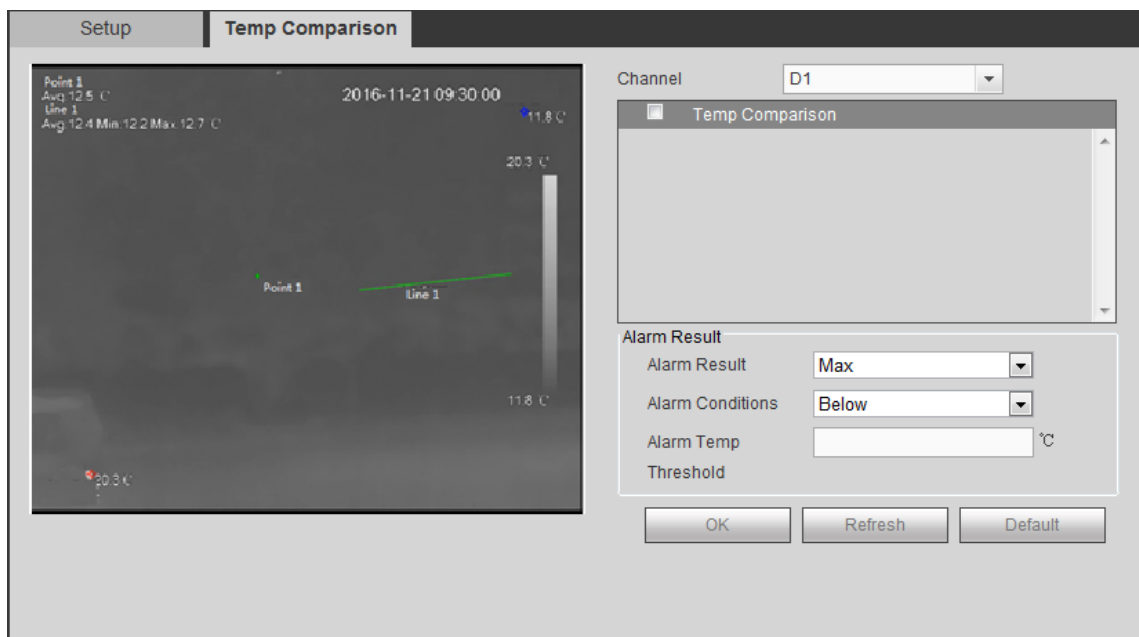 Setup
Temp Comparison
Point 1
Avg:12.5 ℃
Line 1
Avg:12.4 Min:12.2 Max:12.7 ℃
2016-11-21 09:30:00
11.8 ℃
20.3 ℃
Point 1
Line 1
11.8 ℃
20.3 ℃
Channel
D1
Temp Comparison
Alarm Result
Alarm Result
Max
Alarm Conditions
Below
Alarm Temp
℃
Threshold
OK
Refresh
Default